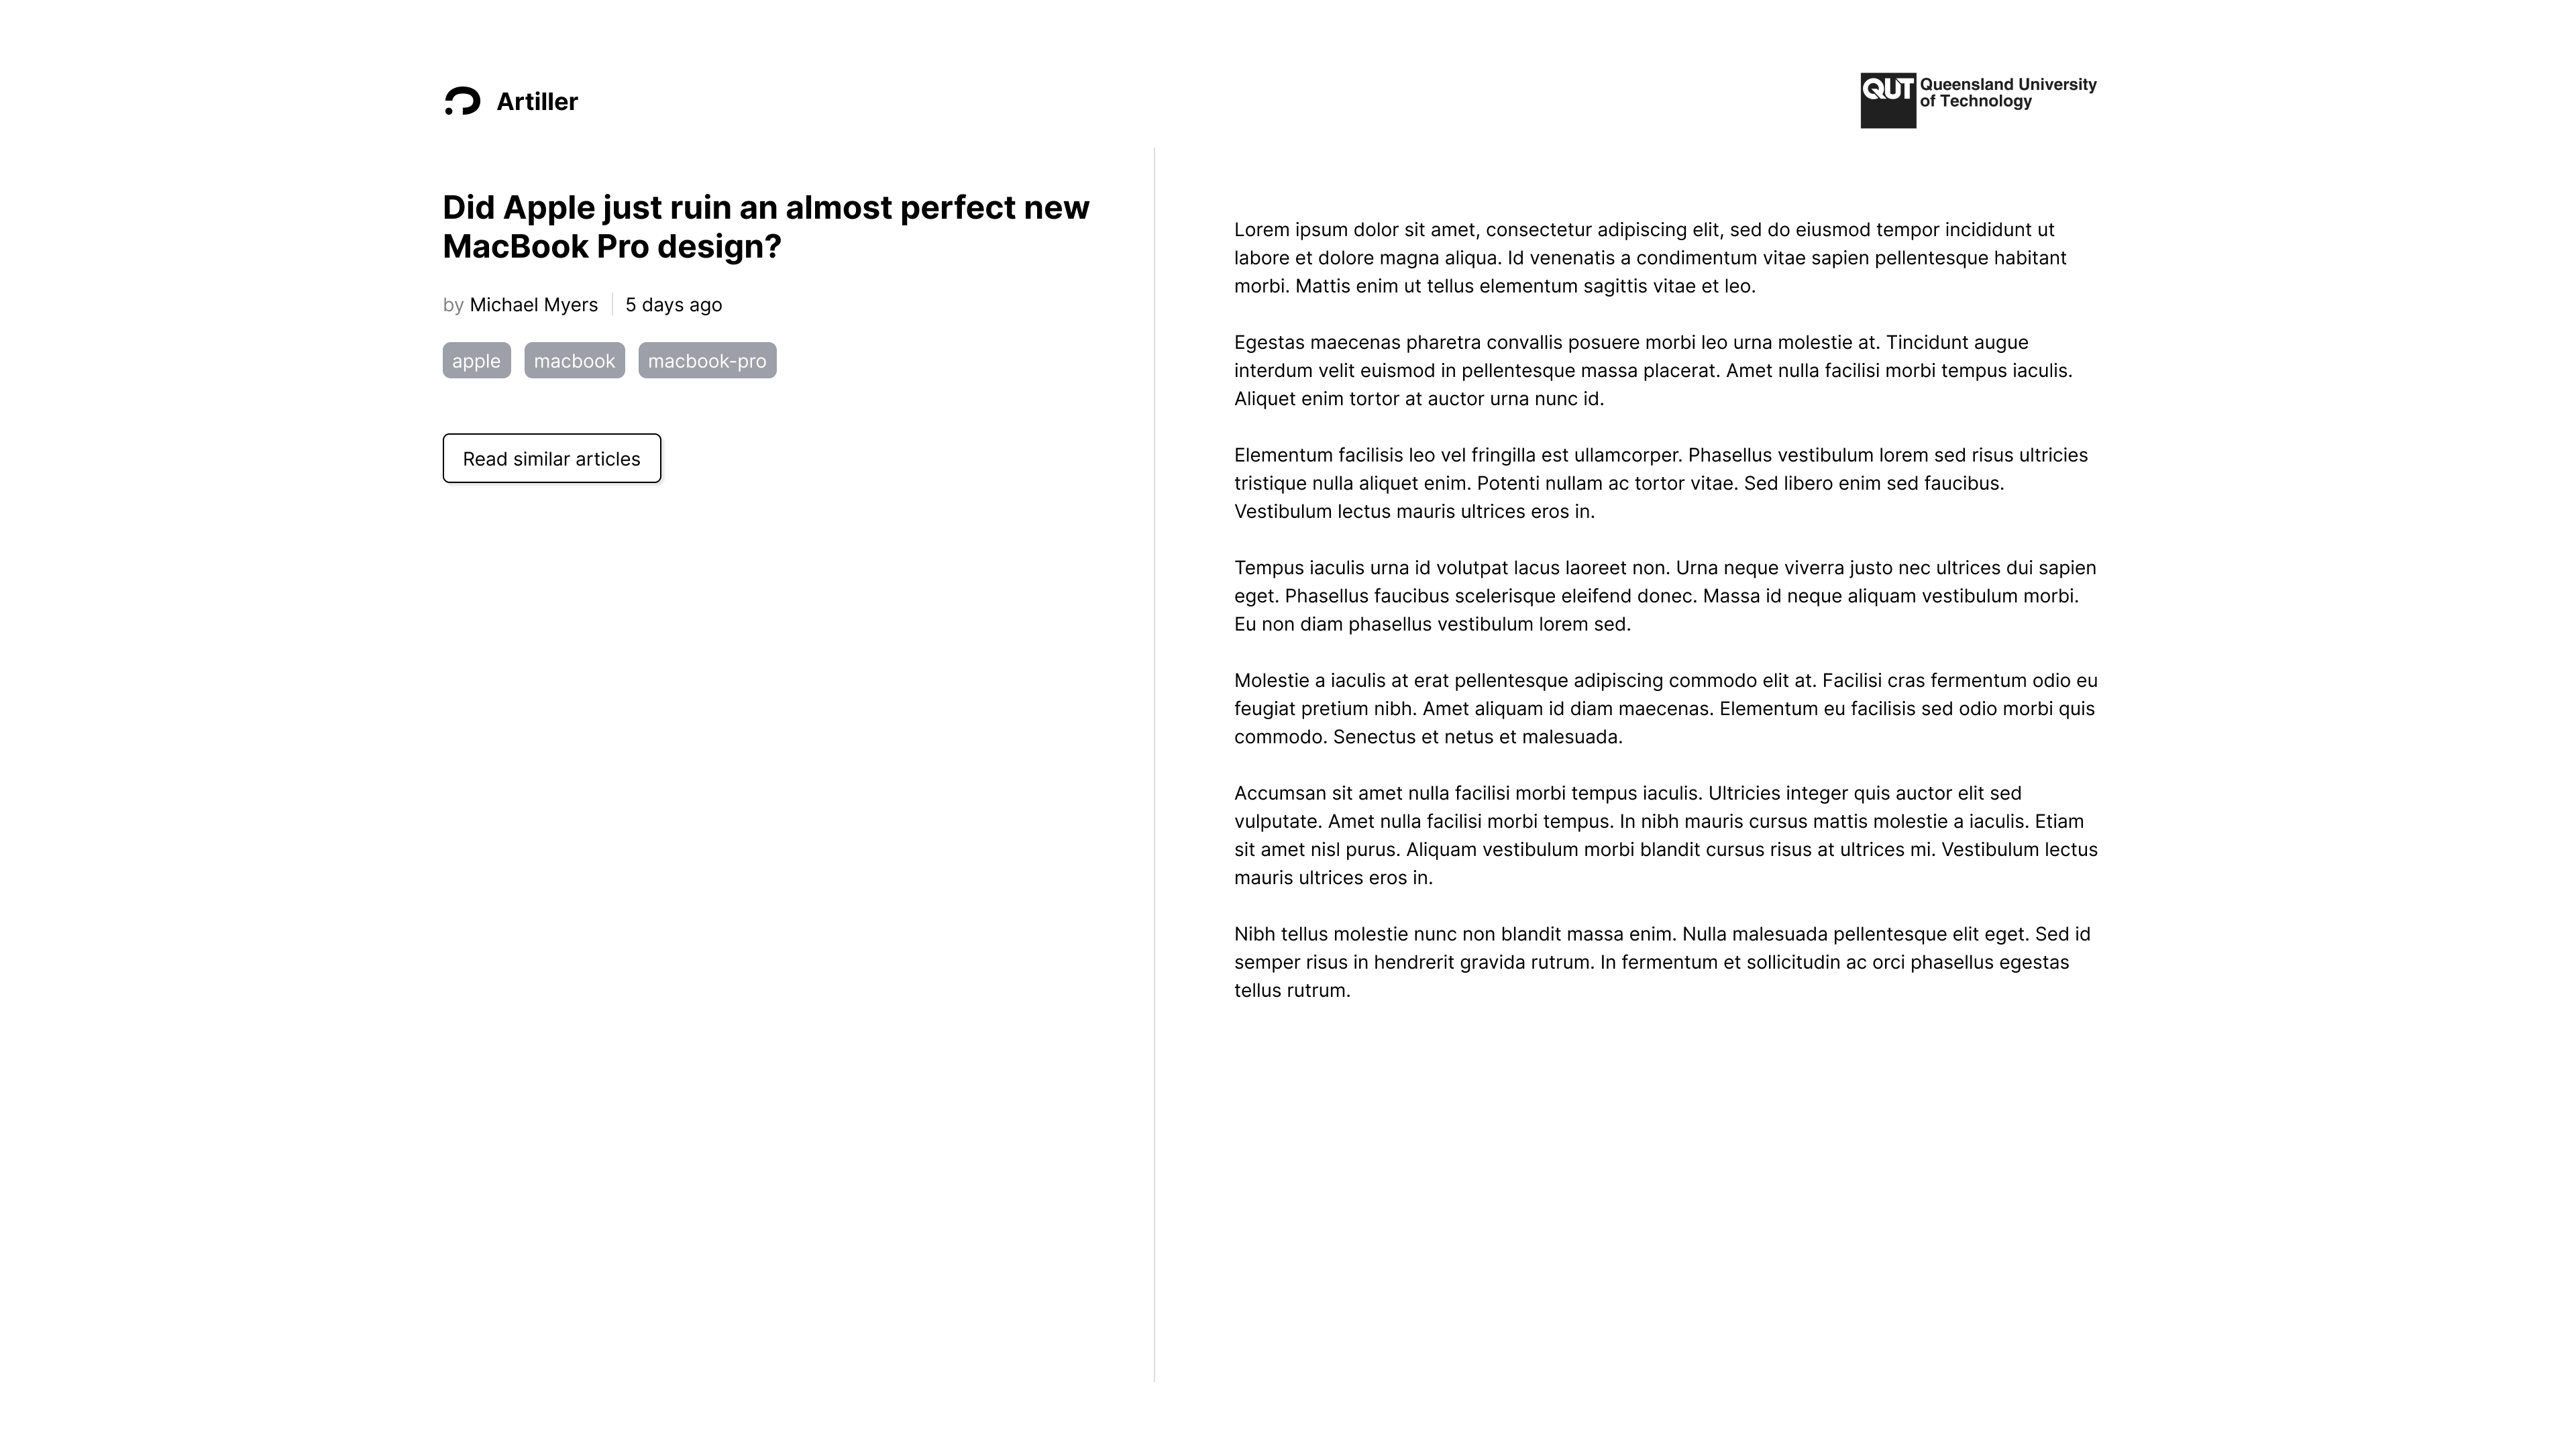 Artiller
QUT
Queensland University
of Technology
Did Apple just ruin an almost perfect new
MacBook Pro design?
by Michael Myers
5 days ago
apple
macbook
macbook-pro
Read similar articles
Lorem ipsum dolor sit amet, consectetur adipiscing elit, sed do eiusmod tempor incididunt ut
labore et dolore magna aliqua. Id venenatis a condimentum vitae sapien pellentesque habitant
morbi. Mattis enim ut tellus elementum sagittis vitae et leo.
Egestas maecenas pharetra convallis posuere morbi leo urna molestie at. Tincidunt augue
interdum velit euismod in pellentesque massa placerat. Amet nulla facilisi morbi tempus iaculis.
Aliquet enim tortor at auctor urna nunc id.
Elementum facilisis leo vel fringilla est ullamcorper. Phasellus vestibulum lorem sed risus ultricies
tristique nulla aliquet enim. Potenti nullam ac tortor vitae. Sed libero enim sed faucibus.
Vestibulum lectus mauris ultrices eros in.
Tempus iaculis urna id volutpat lacus laoreet non. Urna neque viverra justo nec ultrices dui sapien
eget. Phasellus faucibus scelerisque eleifend donec. Massa id neque aliquam vestibulum morbi.
Eu non diam phasellus vestibulum lorem sed.
Molestie a iaculis at erat pellentesque adipiscing commodo elit at. Facilisi cras fermentum odio eu
feugiat pretium nibh. Amet aliquam id diam maecenas. Elementum eu facilisis sed odio morbi quis
commodo. Senectus et netus et malesuada.
Accumsan sit amet nulla facilisi morbi tempus iaculis. Ultricies integer quis auctor elit sed
vulputate. Amet nulla facilisi morbi tempus. In nibh mauris cursus mattis molestie a iaculis. Etiam
sit amet nisl purus. Aliquam vestibulum morbi blandit cursus risus at ultrices mi. Vestibulum lectus
mauris ultrices eros in.
Nibh tellus molestie nunc non blandit massa enim. Nulla malesuada pellentesque elit eget. Sed id
semper risus in hendrerit gravida rutrum. In fermentum et sollicitudin ac orci phasellus egestas
tellus rutrum.